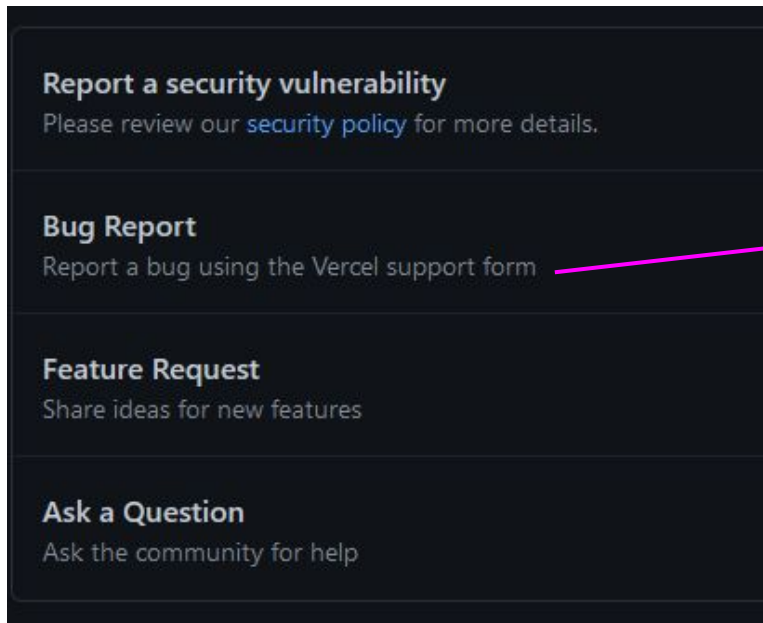 Report a security vulnerability
Please review our security policy for more details.
Bug Report
Report a bug using the Vercel support form
Feature Request
Share ideas for new features
Ask a Question
Ask the community for help